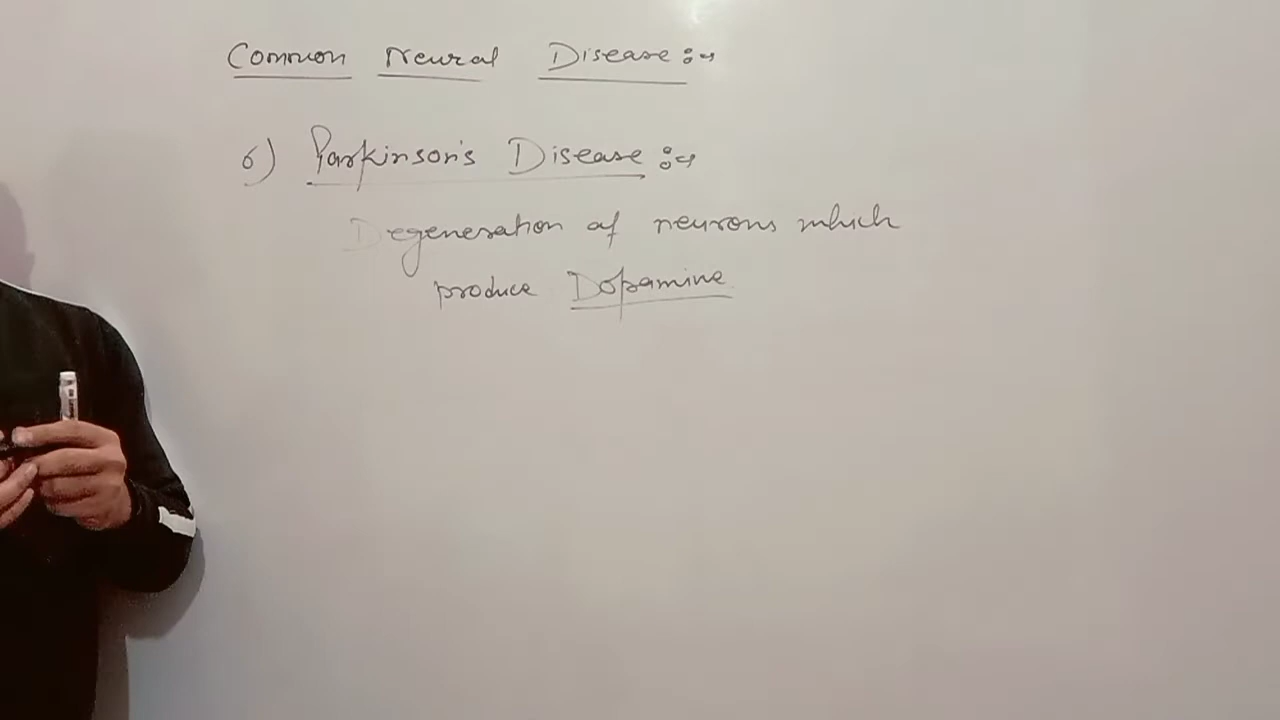 Common Neural Disease :-
6) Parkinson's Disease :-
Degeneration of neurons which
produce Dopamine